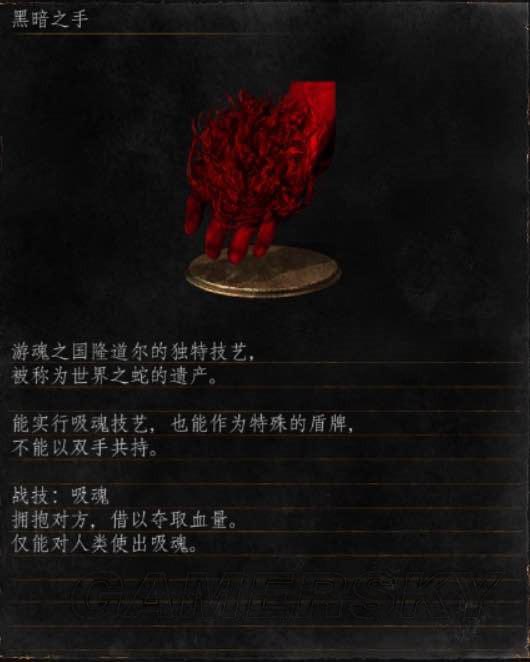 黑暗之手
游魂之国隆道尔的独特技艺，
被称为世界之蛇的遗产。
能实行吸魂技艺，也能作为特殊的盾牌，
不能以双手共持。
战技：吸魂
拥抱对方，借以夺取血量。
仅能对人类使出吸魂。
GAMERSKY